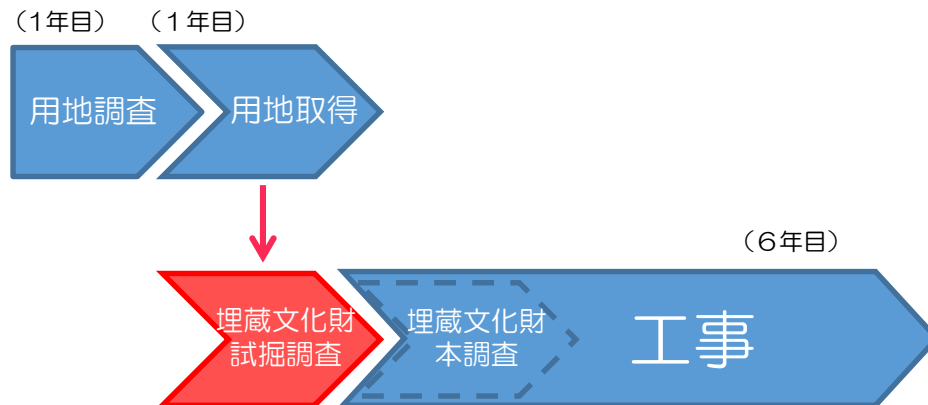 （1年目）
（１年目）
用地調査
用地取得
（６年目）
埋蔵文化財
試掘調査
埋蔵文化財
本調査
工事